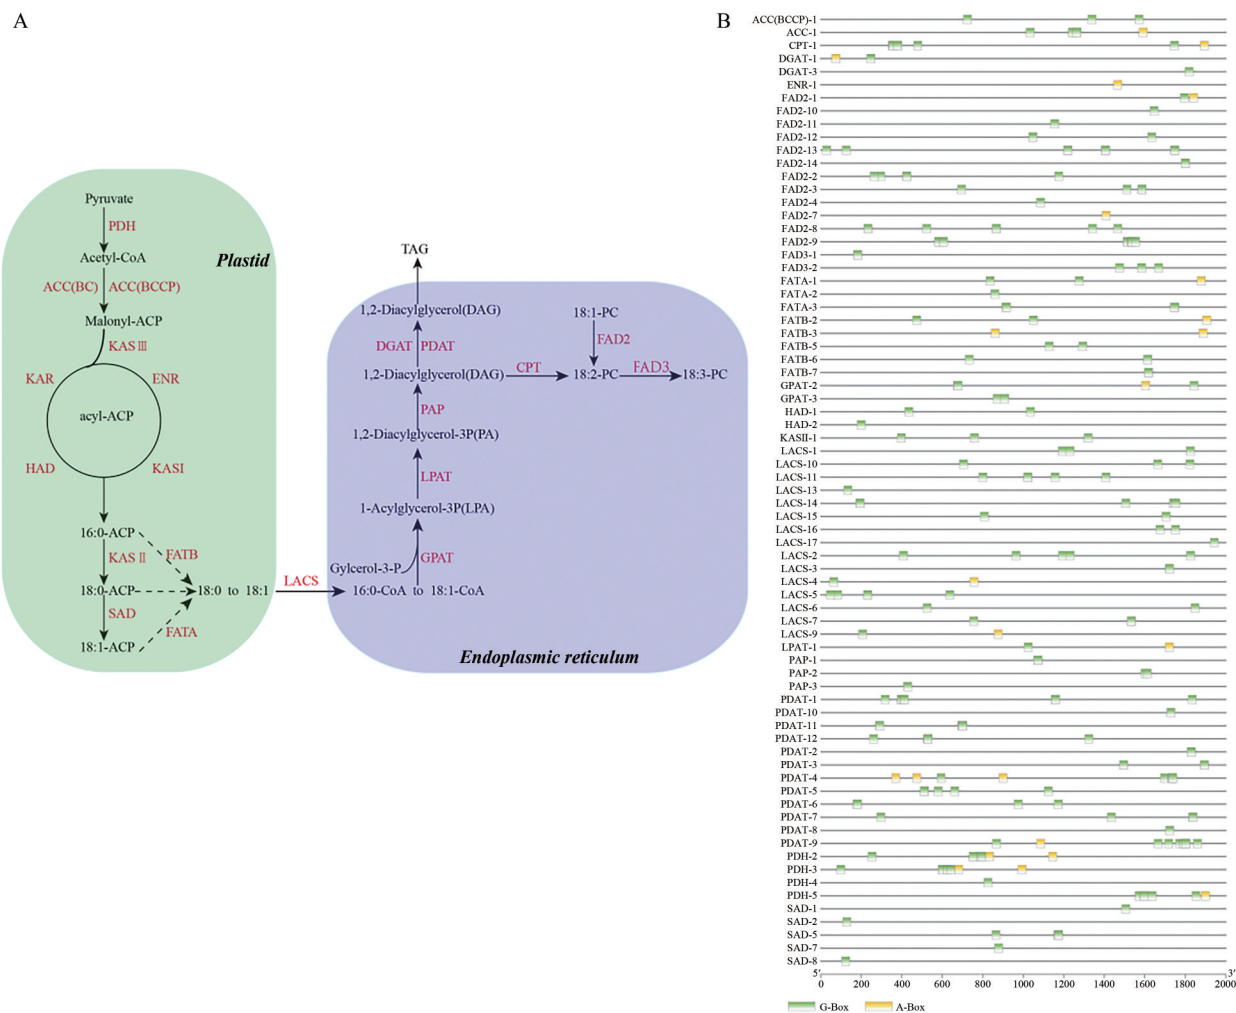 A
Pyruvate
PDH
Acetyl-CoA
Plastid
ACC(BC) ACC(BCCP)
Malonyl-ACP
KAS Ⅲ
KAR ENR
acyl-ACP
HAD KASI
16:0-ACP
KAS Ⅱ FATB
18:0-ACP 18:0 to 18:1
SAD FATA
18:1-ACP
LACS
TAG
1,2-Diacylglycerol(DAG)
DGAT PDAT
1,2-Diacylglycerol(DAG)
CPT
18:1-PC
FAD2
18:2-PC
FAD3
18:3-PC
PAP
1,2-Diacylglycerol-3P(PA)
LPAT
1-Acylglycerol-3P(LPA)
Gylcerol-3-P
GPAT
16:0-CoA to 18:1-CoA
Endoplasmic reticulum
B
ACC(BCCP)-1
ACC-1
CPT-1
DGAT-1
DGAT-3
ENR-1
FAD2-1
FAD2-10
FAD2-11
FAD2-12
FAD2-13
FAD2-14
FAD2-2
FAD2-3
FAD2-4
FAD2-7
FAD2-8
FAD2-9
FAD3-1
FAD3-2
FATA-1
FATA-2
FATA-3
FATB-2
FATB-3
FATB-5
FATB-6
FATB-7
GPAT-2
GPAT-3
HAD-1
HAD-2
KASII-1
LACS-1
LACS-10
LACS-11
LACS-13
LACS-14
LACS-15
LACS-16
LACS-17
LACS-2
LACS-3
LACS-4
LACS-5
LACS-6
LACS-7
LACS-9
LPAT-1
PAP-1
PAP-2
PAP-3
PDAT-1
PDAT-10
PDAT-11
PDAT-12
PDAT-2
PDAT-3
PDAT-4
PDAT-5
PDAT-6
PDAT-7
PDAT-8
PDAT-9
PDH-2
PDH-3
PDH-4
PDH-5
SAD-1
SAD-2
SAD-5
SAD-7
SAD-8
5′ 3′
0 200 400 600 800 1000 1200 1400 1600 1800 2000
G-Box A-Box